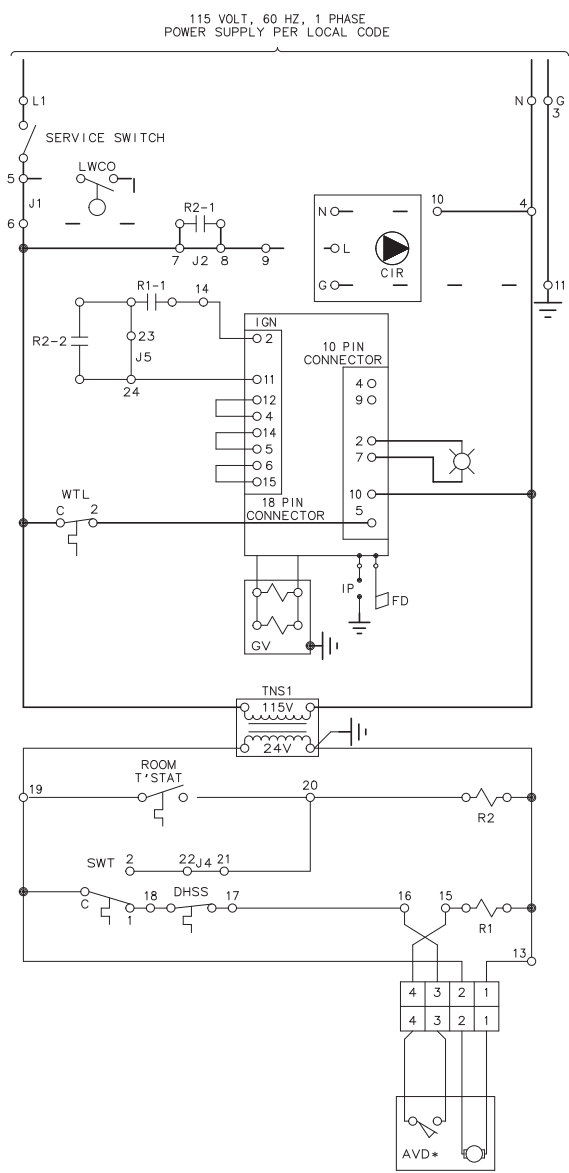 115 VOLT, 60 HZ, 1 PHASE
POWER SUPPLY PER LOCAL CODE
L1
N
G
3
SERVICE SWITCH
LWCO
5
J1
6
R2-1
7
J2
8
9
N
L
G
CIR
10
4
11
R1-1
14
R2-2
23
J5
24
IGN
2
11
12
4
14
5
6
15
18 PIN
CONNECTOR
10 PIN
CONNECTOR
4
9
2
7
10
5
WTL
C
2
IP
FD
GV
TNS1
115V
24V
ROOM
T'STAT
19
20
R2
SWT
2
22
J4
21
C
1
18
DHSS
17
16
15
R1
13
4 3 2 1
4 3 2 1
AVD*